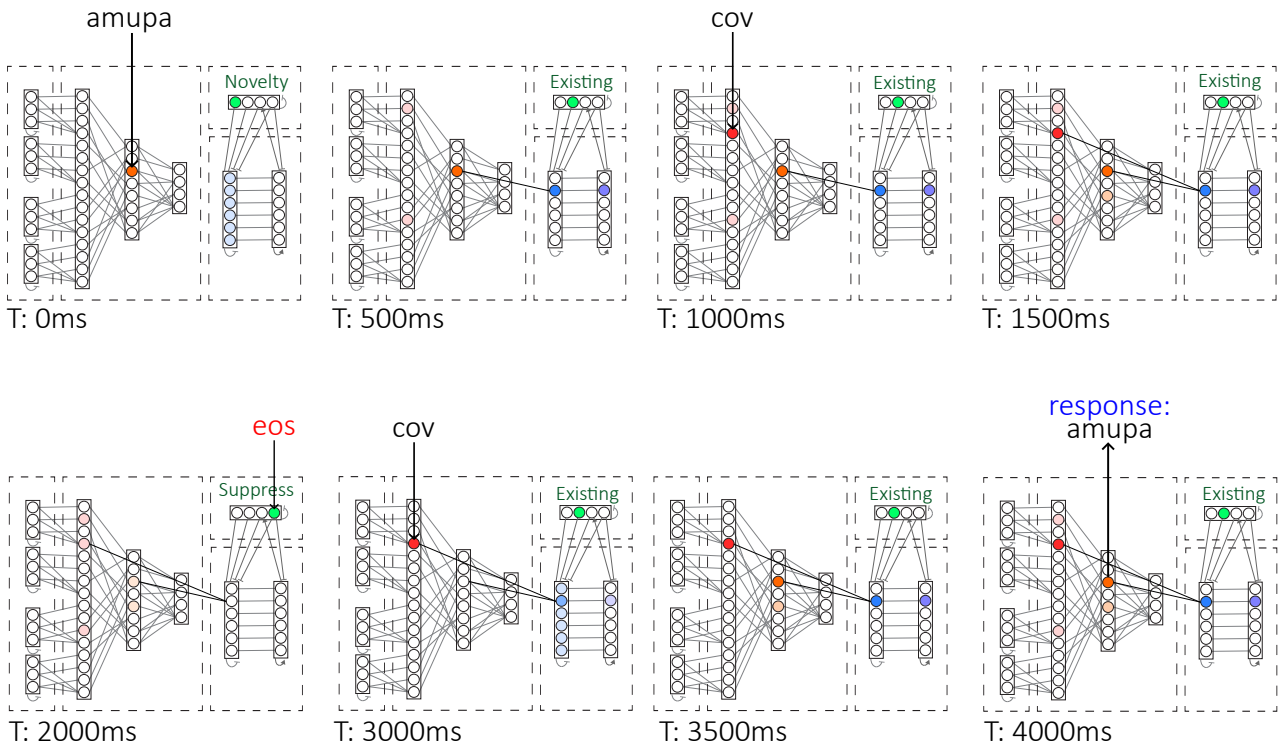 amupa
cov
Novelty
Existing
Existing
Existing
T: 0ms
T: 500ms
T: 1000ms
T: 1500ms
response:
amupa
eos
cov
Suppress
Existing
Existing
Existing
T: 2000ms
T: 3000ms
T: 3500ms
T: 4000ms